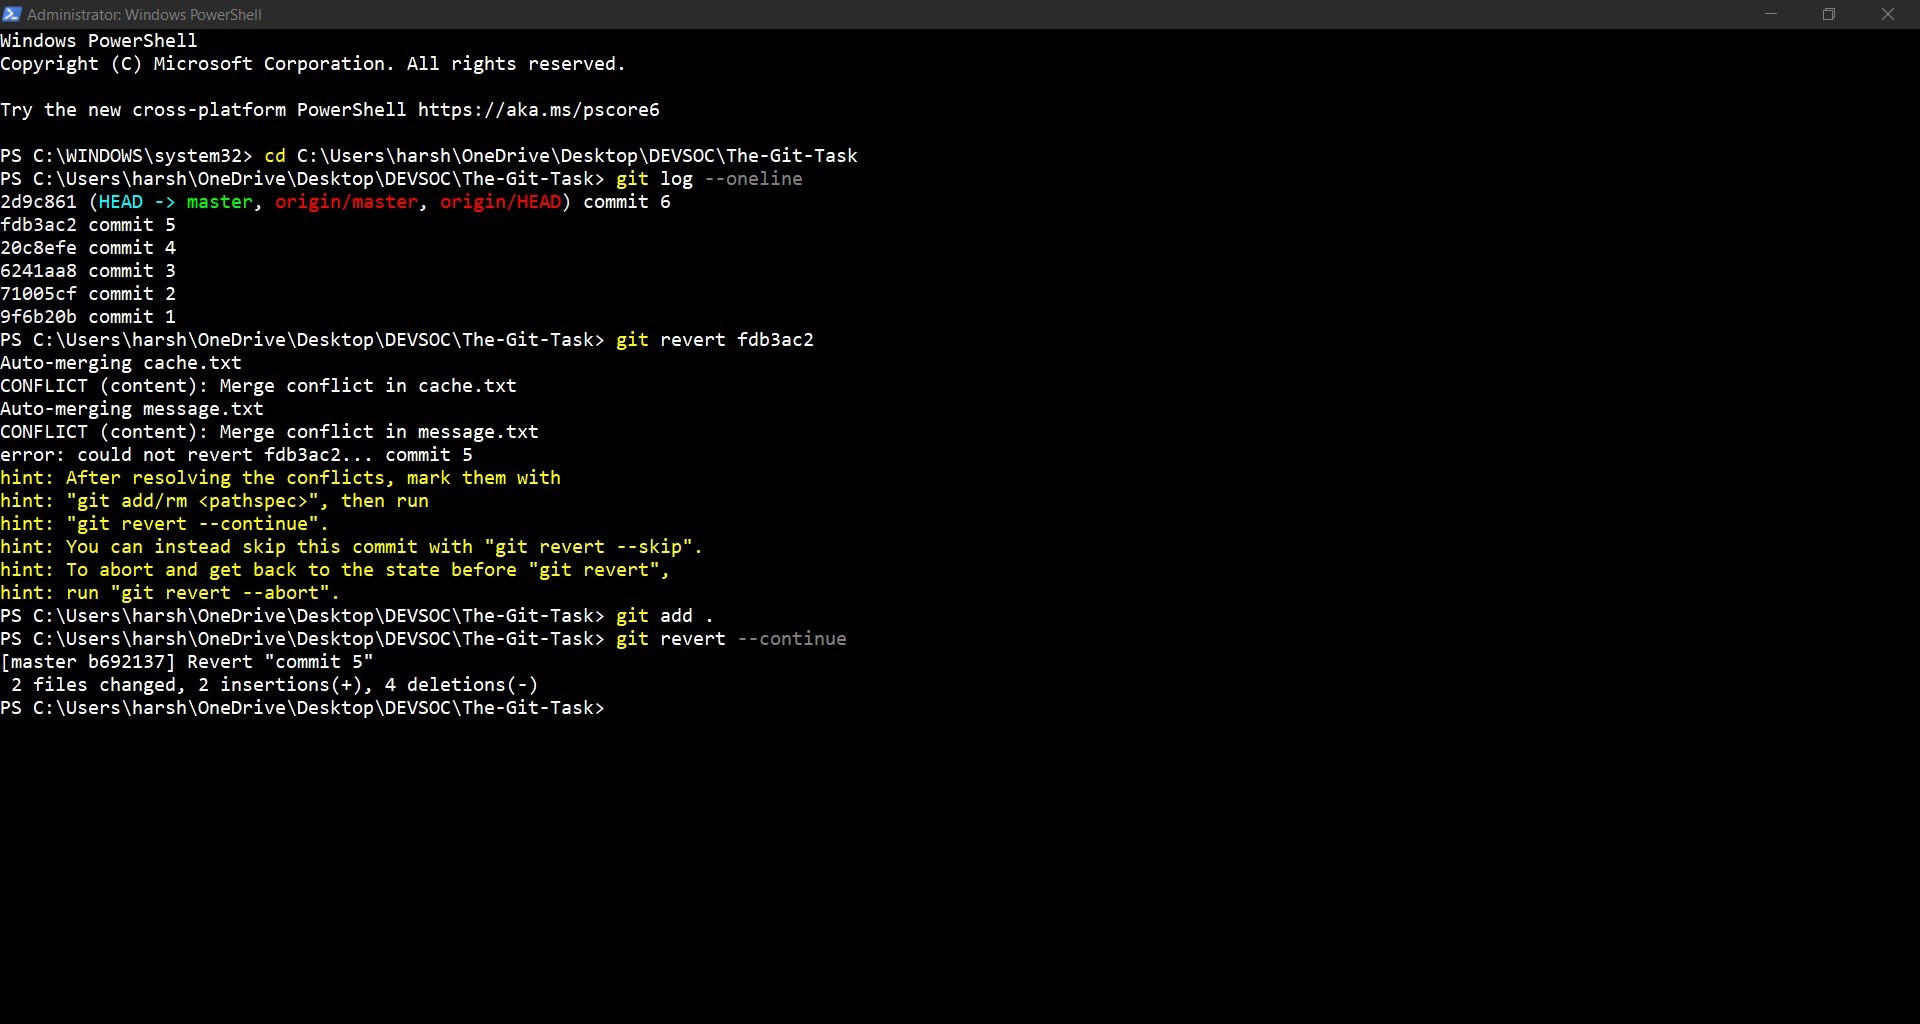 Administrator: Windows PowerShell
Windows PowerShell
Copyright (C) Microsoft Corporation. All rights reserved.
Try the new cross-platform PowerShell https://aka.ms/pscore6
PS C:\WINDOWS\system32> cd C:\Users\harsh\OneDrive\Desktop\DEVSOC\The-Git-Task
PS C:\Users\harsh\OneDrive\Desktop\DEVSOC\The-Git-Task> git log --oneline
2d9c861 (HEAD -> master, origin/master, origin/HEAD) commit 6
fdb3ac2 commit 5
20c8efe commit 4
6241aa8 commit 3
71005cf commit 2
9f6b20b commit 1
PS C:\Users\harsh\OneDrive\Desktop\DEVSOC\The-Git-Task> git revert fdb3ac2
Auto-merging cache.txt
CONFLICT (content): Merge conflict in cache.txt
Auto-merging message.txt
CONFLICT (content): Merge conflict in message.txt
error: could not revert fdb3ac2... commit 5
hint: After resolving the conflicts, mark them with
hint: "git add/rm <pathspec>", then run
hint: "git revert --continue".
hint: You can instead skip this commit with "git revert --skip".
hint: To abort and get back to the state before "git revert",
hint: run "git revert --abort".
PS C:\Users\harsh\OneDrive\Desktop\DEVSOC\The-Git-Task> git add .
PS C:\Users\harsh\OneDrive\Desktop\DEVSOC\The-Git-Task> git revert --continue
[master b692137] Revert "commit 5"
 2 files changed, 2 insertions(+), 4 deletions(-)
PS C:\Users\harsh\OneDrive\Desktop\DEVSOC\The-Git-Task>